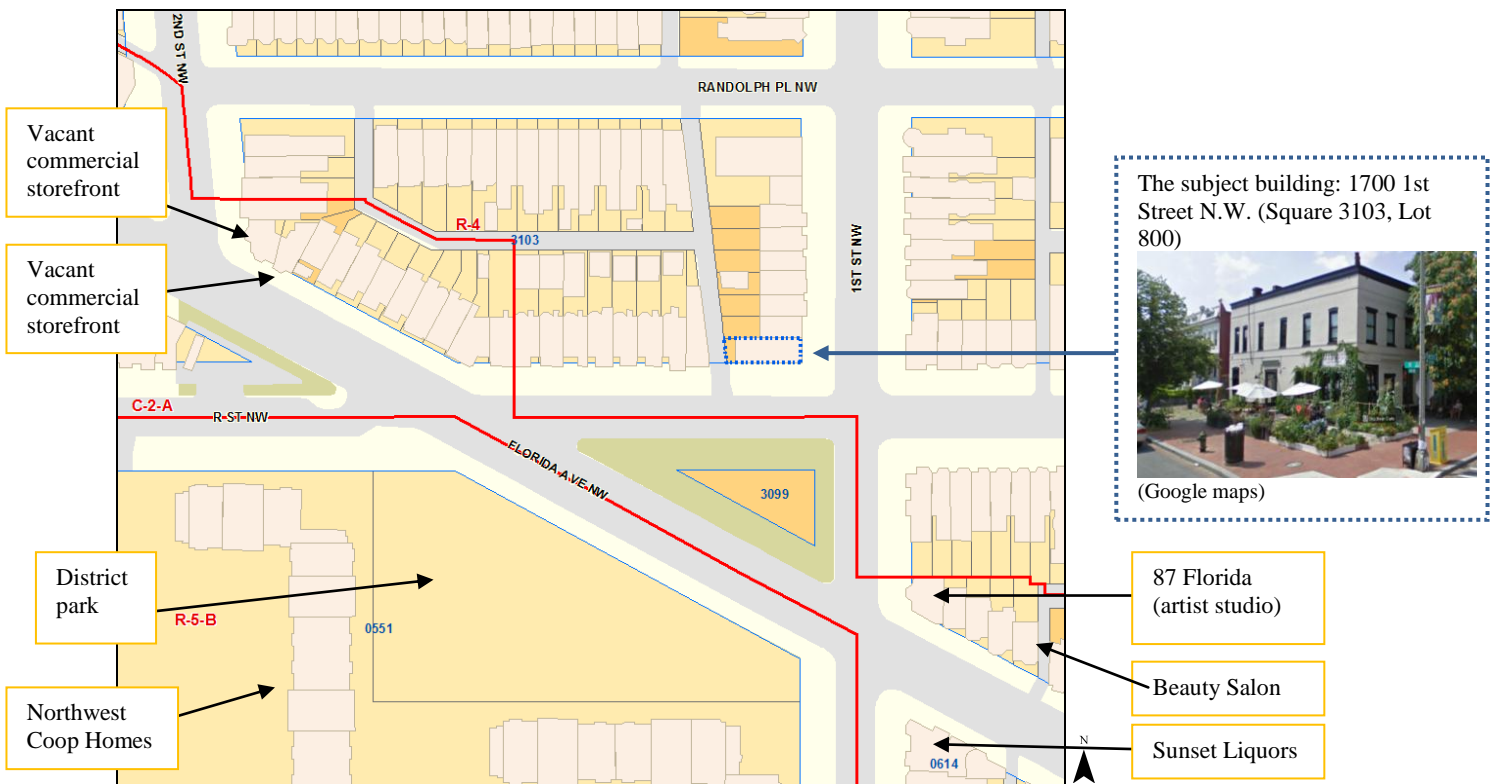 2ND ST NW
RANDOLPH PL NW
Vacant
commercial
storefront
Vacant
commercial
storefront
R-4
3103
1ST ST NW
The subject building: 1700 1st
Street N.W. (Square 3103, Lot
800)
(Google maps)
C-2-A
R ST NW
FLORIDA AVE NW
3099
District
park
R-5-B
0551
87 Florida
(artist studio)
Beauty Salon
Northwest
Coop Homes
Sunset Liquors
0614
N